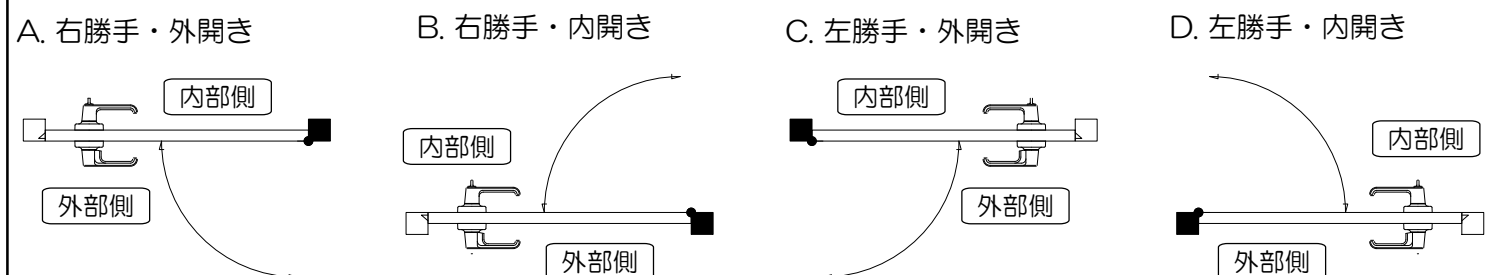 A. 右勝手・外開き
内部側
外部側
B. 右勝手・内開き
内部側
外部側
C. 左勝手・外開き
内部側
外部側
D. 左勝手・内開き
内部側
外部側